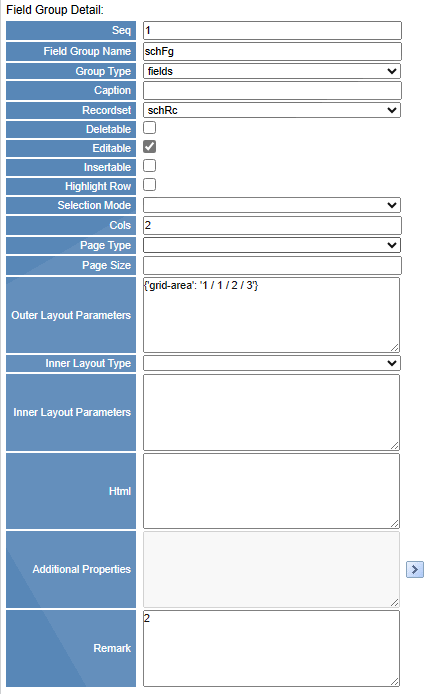 Field Group Detail:
Seq 1
Field Group Name schFg
Group Type fields
Caption
Recordset schRc
Deletable
Editable
Insertable
Highlight Row
Selection Mode
Cols 2
Page Type
Page Size
Outer Layout Parameters {'grid-area': '1 / 1 / 2 / 3'}
Inner Layout Type
Inner Layout Parameters
Html
Additional Properties
Remark 2